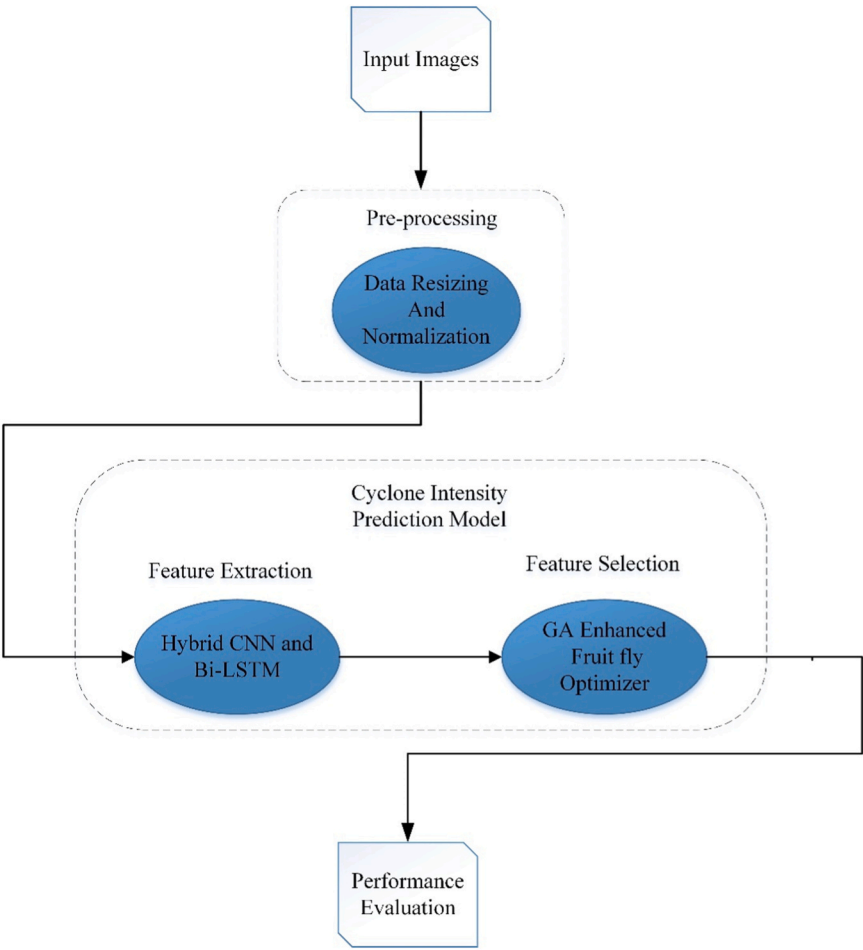 Input Images
Pre-processing
Data Resizing
And
Normalization
Cyclone Intensity
Prediction Model
Feature Extraction
Hybrid CNN and
Bi-LSTM
Feature Selection
GA Enhanced
Fruit fly
Optimizer
Performance
Evaluation